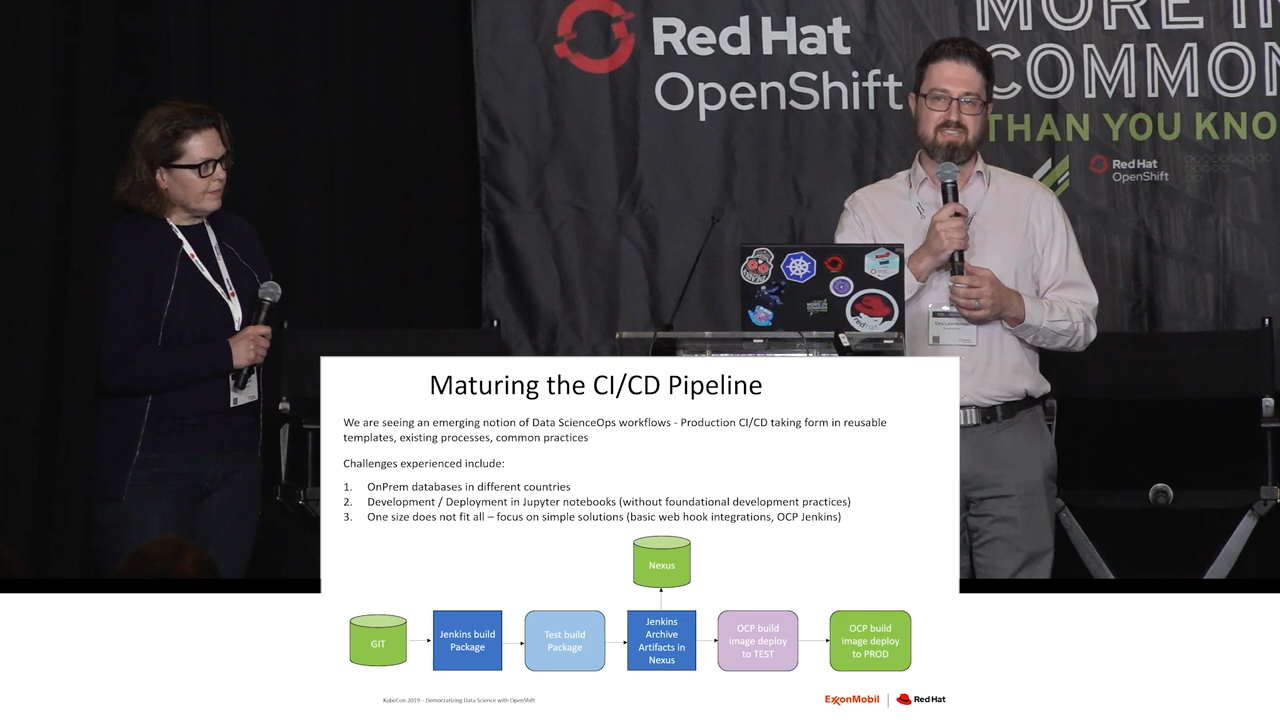 Red Hat
OpenShift
MORE I
COMMON
THAN YOU KNO
Red Hat
OpenShift
redhat
Maturing the CI/CD Pipeline
We are seeing an emerging notion of Data ScienceOps workflows - Production CI/CD taking form in reusable
templates, existing processes, common practices
Challenges experienced include:
1. OnPrem databases in different countries
2. Development / Deployment in Jupyter notebooks (without foundational development practices)
3. One size does not fit all – focus on simple solutions (basic web hook integrations, OCP Jenkins)
Nexus
GIT
Jenkins build
Package
Test build
Package
Jenkins
Archive
Artifacts in
Nexus
OCP build
image deploy
to TEST
OCP build
image deploy
to PROD
KubeCon 2019 – Democratizing Data Science with OpenShift
ExxonMobil
Red Hat